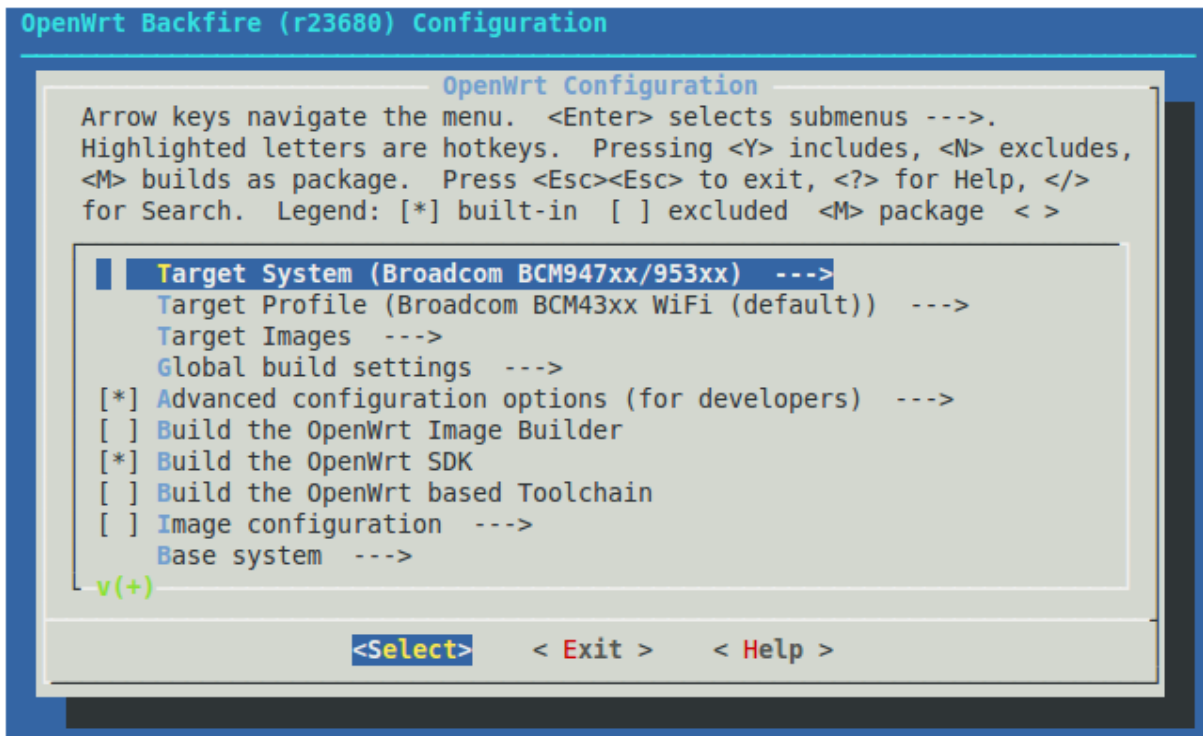 OpenWrt Backfire (r23680) Configuration
OpenWrt Configuration
Arrow keys navigate the menu.  <Enter> selects submenus --->.
Highlighted letters are hotkeys.  Pressing <Y> includes, <N> excludes,
<M> builds as package.  Press <Esc><Esc> to exit, <?> for Help, </>
for Search.  Legend: [*] built-in  [ ] excluded  <M> package  < >
Target System (Broadcom BCM947xx/953xx)  --->
Target Profile (Broadcom BCM43xx WiFi (default))  --->
Target Images  --->
Global build settings  --->
[*] Advanced configuration options (for developers)  --->
[ ] Build the OpenWrt Image Builder
[*] Build the OpenWrt SDK
[ ] Build the OpenWrt based Toolchain
[ ] Image configuration  --->
Base system  --->
v(+)
<Select>    < Exit >    < Help >